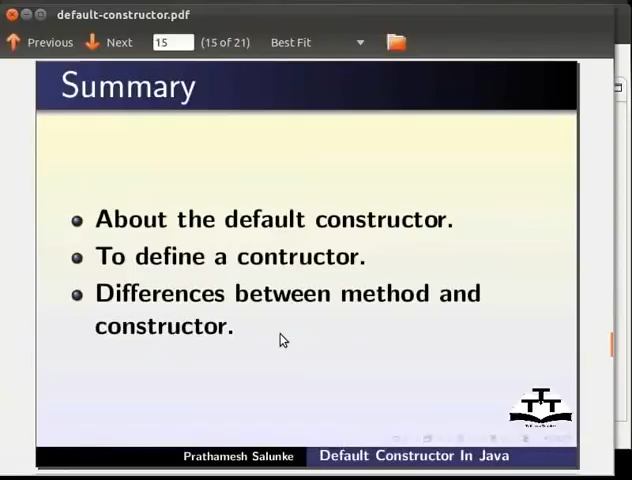 default-constructor.pdf
Previous Next 15 (15 of 21) Best Fit
Summary
About the default constructor.
To define a contructor.
Differences between method and
constructor.
Prathamesh Salunke Default Constructor In Java